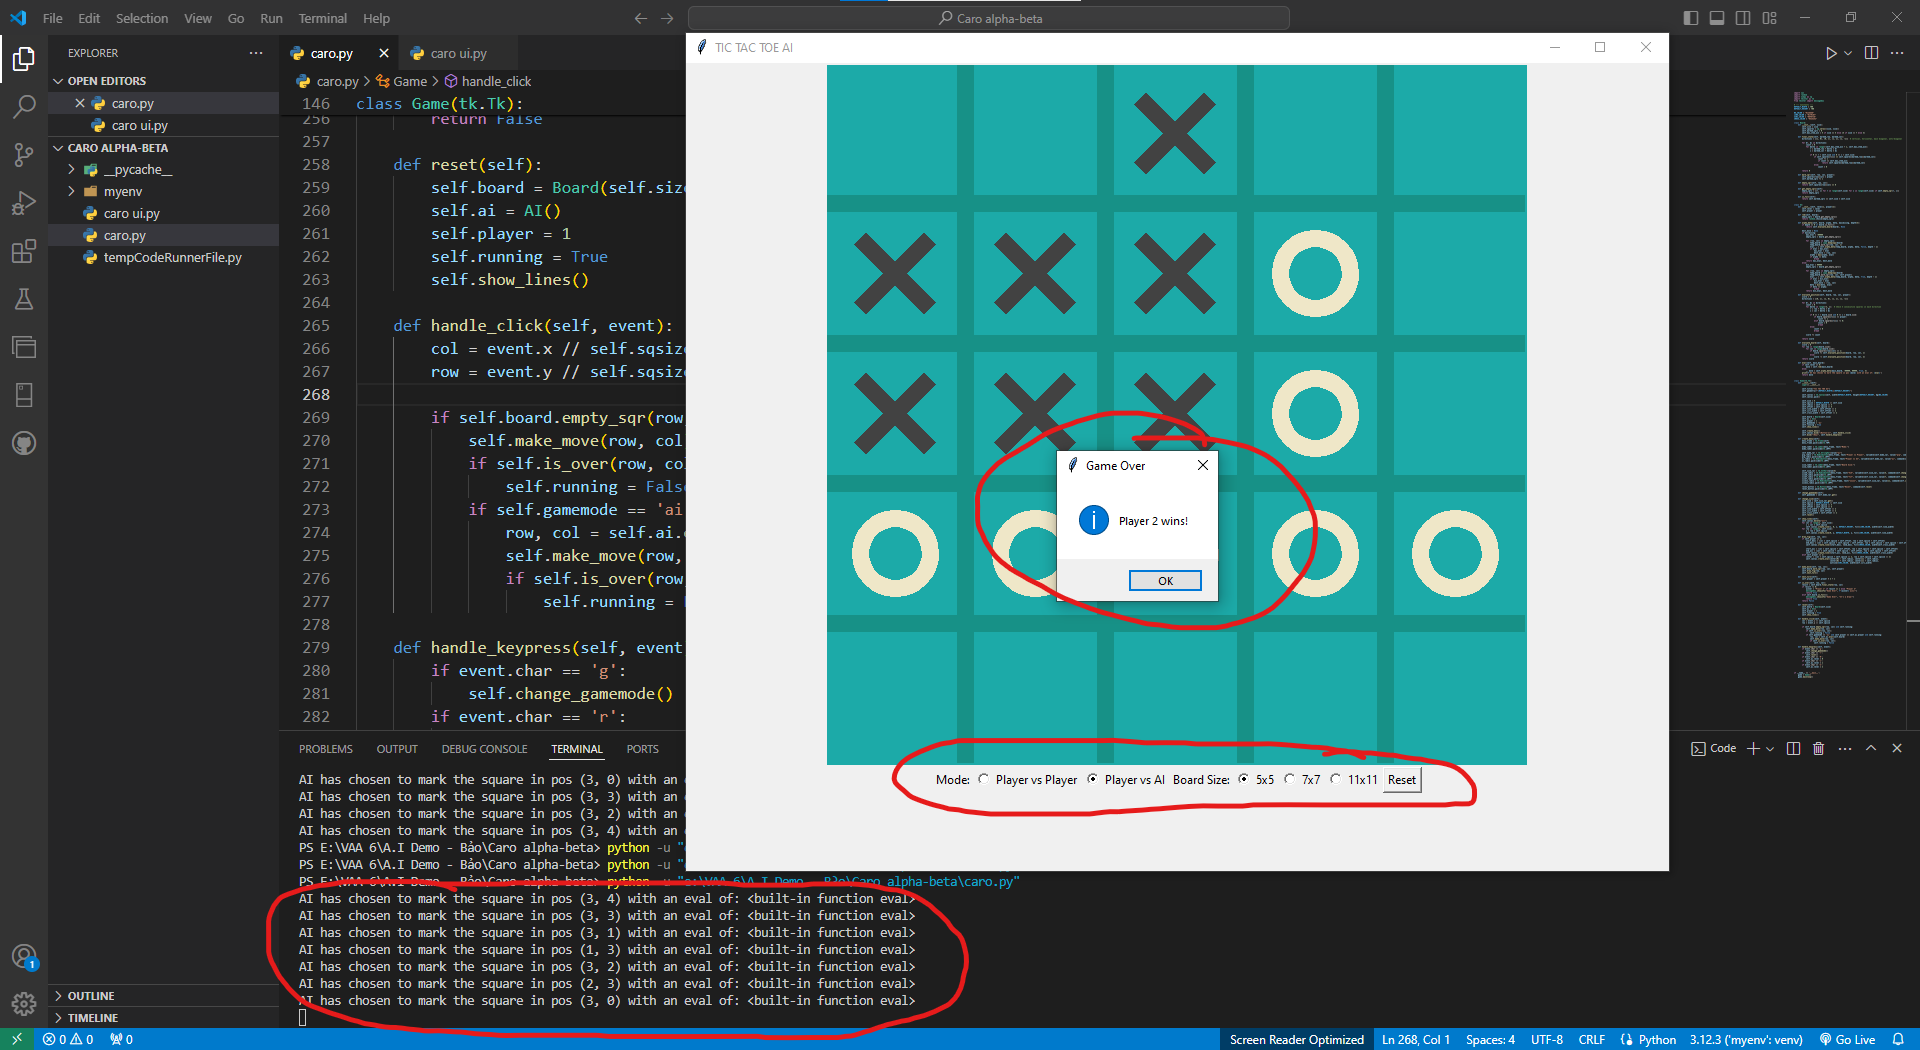 File Edit Selection View Go Run Terminal Help
Caro alpha-beta
EXPLORER
OPEN EDITORS
caro.py
caro ui.py
CARO ALPHA-BETA
__pycache__
myenv
caro ui.py
caro.py
tempCodeRunnerFile.py
OUTLINE
TIMELINE
caro.py caro ui.py
caro.py > Game > handle_click
146 class Game(tk.Tk):
256 return False
257
258 def reset(self):
259 self.board = Board(self.size
260 self.ai = AI()
261 self.player = 1
262 self.running = True
263 self.show_lines()
264
265 def handle_click(self, event):
266 col = event.x // self.sqsize
267 row = event.y // self.sqsize
268
269 if self.board.empty_sqr(row
270 self.make_move(row, col
271 if self.is_over(row, co
272 self.running = False
273 if self.gamemode == 'ai
274 row, col = self.ai.
275 self.make_move(row,
276 if self.is_over(row
277 self.running =
278
279 def handle_keypress(self, event
280 if event.char == 'g':
281 self.change_gamemode()
282 if event.char == 'r':
TIC TAC TOE AI
Game Over
Player 2 wins!
OK
Mode: Player vs Player Player vs AI Board Size: 5x5 7x7 11x11 Reset
PROBLEMS OUTPUT DEBUG CONSOLE TERMINAL PORTS
Code
AI has chosen to mark the square in pos (3, 0) with an
AI has chosen to mark the square in pos (3, 3) with an
AI has chosen to mark the square in pos (3, 2) with an
AI has chosen to mark the square in pos (3, 4) with an
PS E:\VAA 6\A.I Demo - Bảo\Caro alpha-beta> python -u "
PS E:\VAA 6\A.I Demo - Bảo\Caro alpha-beta> python -u "
PS E:\VAA 6\A.I Demo - Bảo\Caro alpha-beta> python -u "e:\VAA 6\A.I Demo - Bảo\Caro alpha-beta\caro.py"
AI has chosen to mark the square in pos (3, 4) with an eval of: <built-in function eval>
AI has chosen to mark the square in pos (3, 3) with an eval of: <built-in function eval>
AI has chosen to mark the square in pos (3, 1) with an eval of: <built-in function eval>
AI has chosen to mark the square in pos (1, 3) with an eval of: <built-in function eval>
AI has chosen to mark the square in pos (3, 2) with an eval of: <built-in function eval>
AI has chosen to mark the square in pos (2, 3) with an eval of: <built-in function eval>
AI has chosen to mark the square in pos (3, 0) with an eval of: <built-in function eval>
1
0 0 0 Screen Reader Optimized Ln 268, Col 1 Spaces: 4 UTF-8 CRLF Python 3.12.3 ('myenv': venv) Go Live